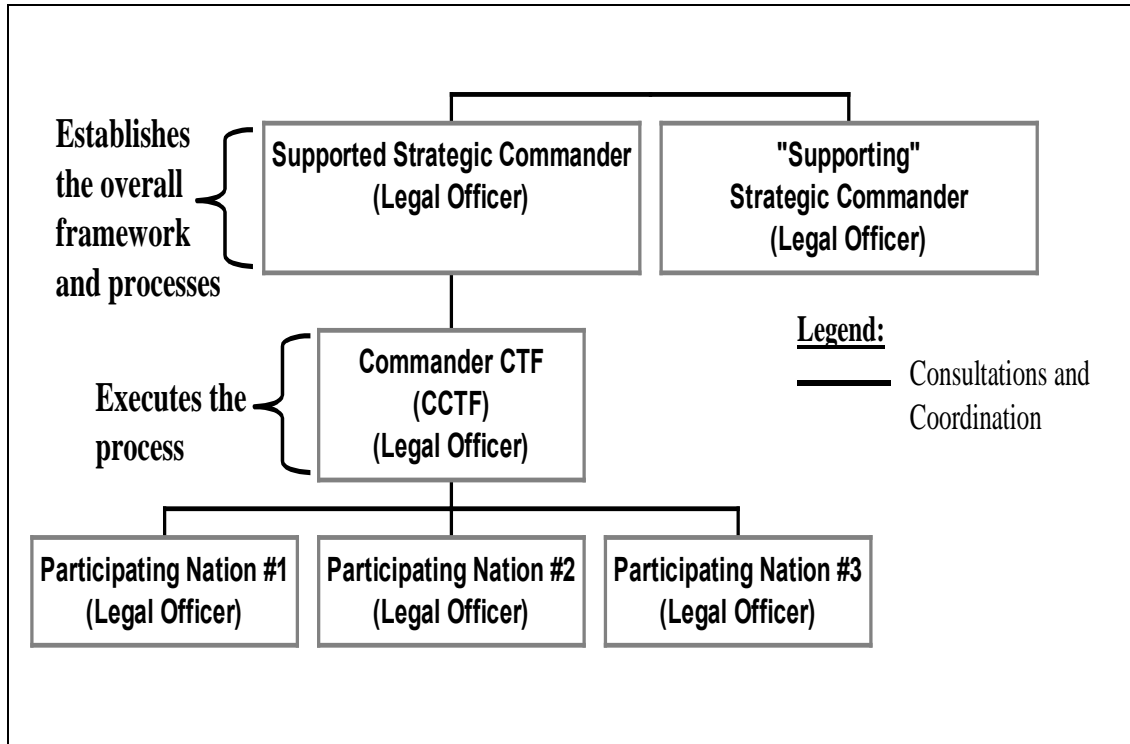 Establishes
the overall
framework
and processes
Supported Strategic Commander
(Legal Officer)
"Supporting"
Strategic Commander
(Legal Officer)
Executes the
process
Commander CTF
(CCTF)
(Legal Officer)
Legend:
Consultations and
Coordination
Participating Nation #1
(Legal Officer)
Participating Nation #2
(Legal Officer)
Participating Nation #3
(Legal Officer)